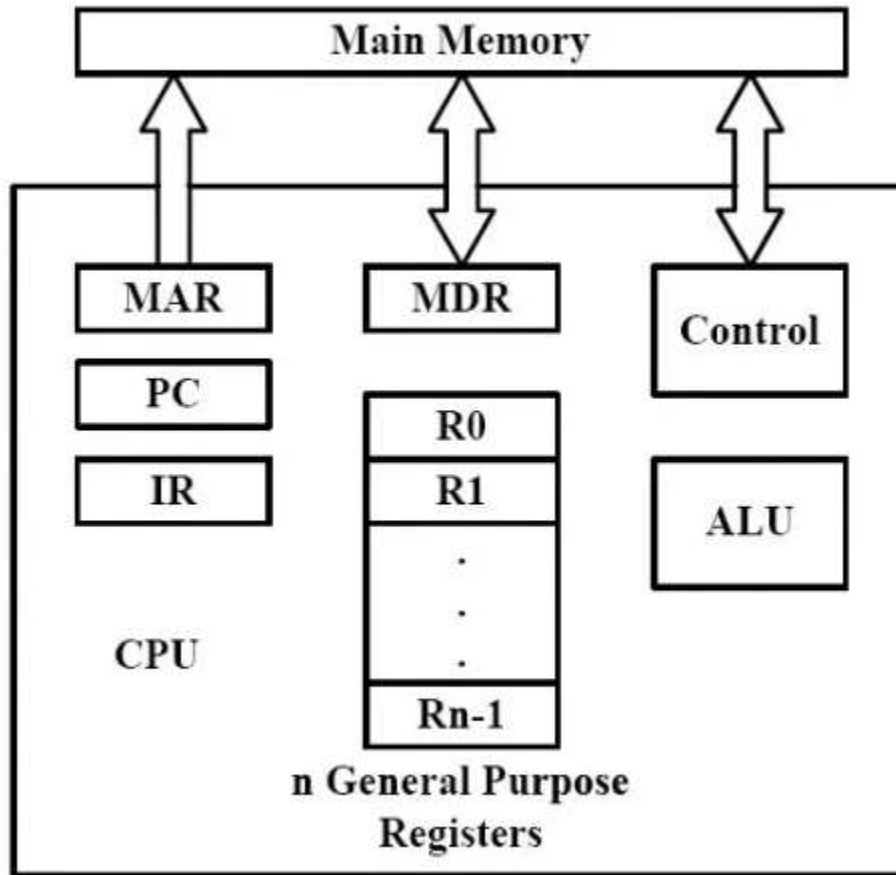 Main Memory
MAR
MDR
Control
PC
R0
IR
R1
ALU
.
.
.
CPU
Rn-1
n General Purpose
Registers